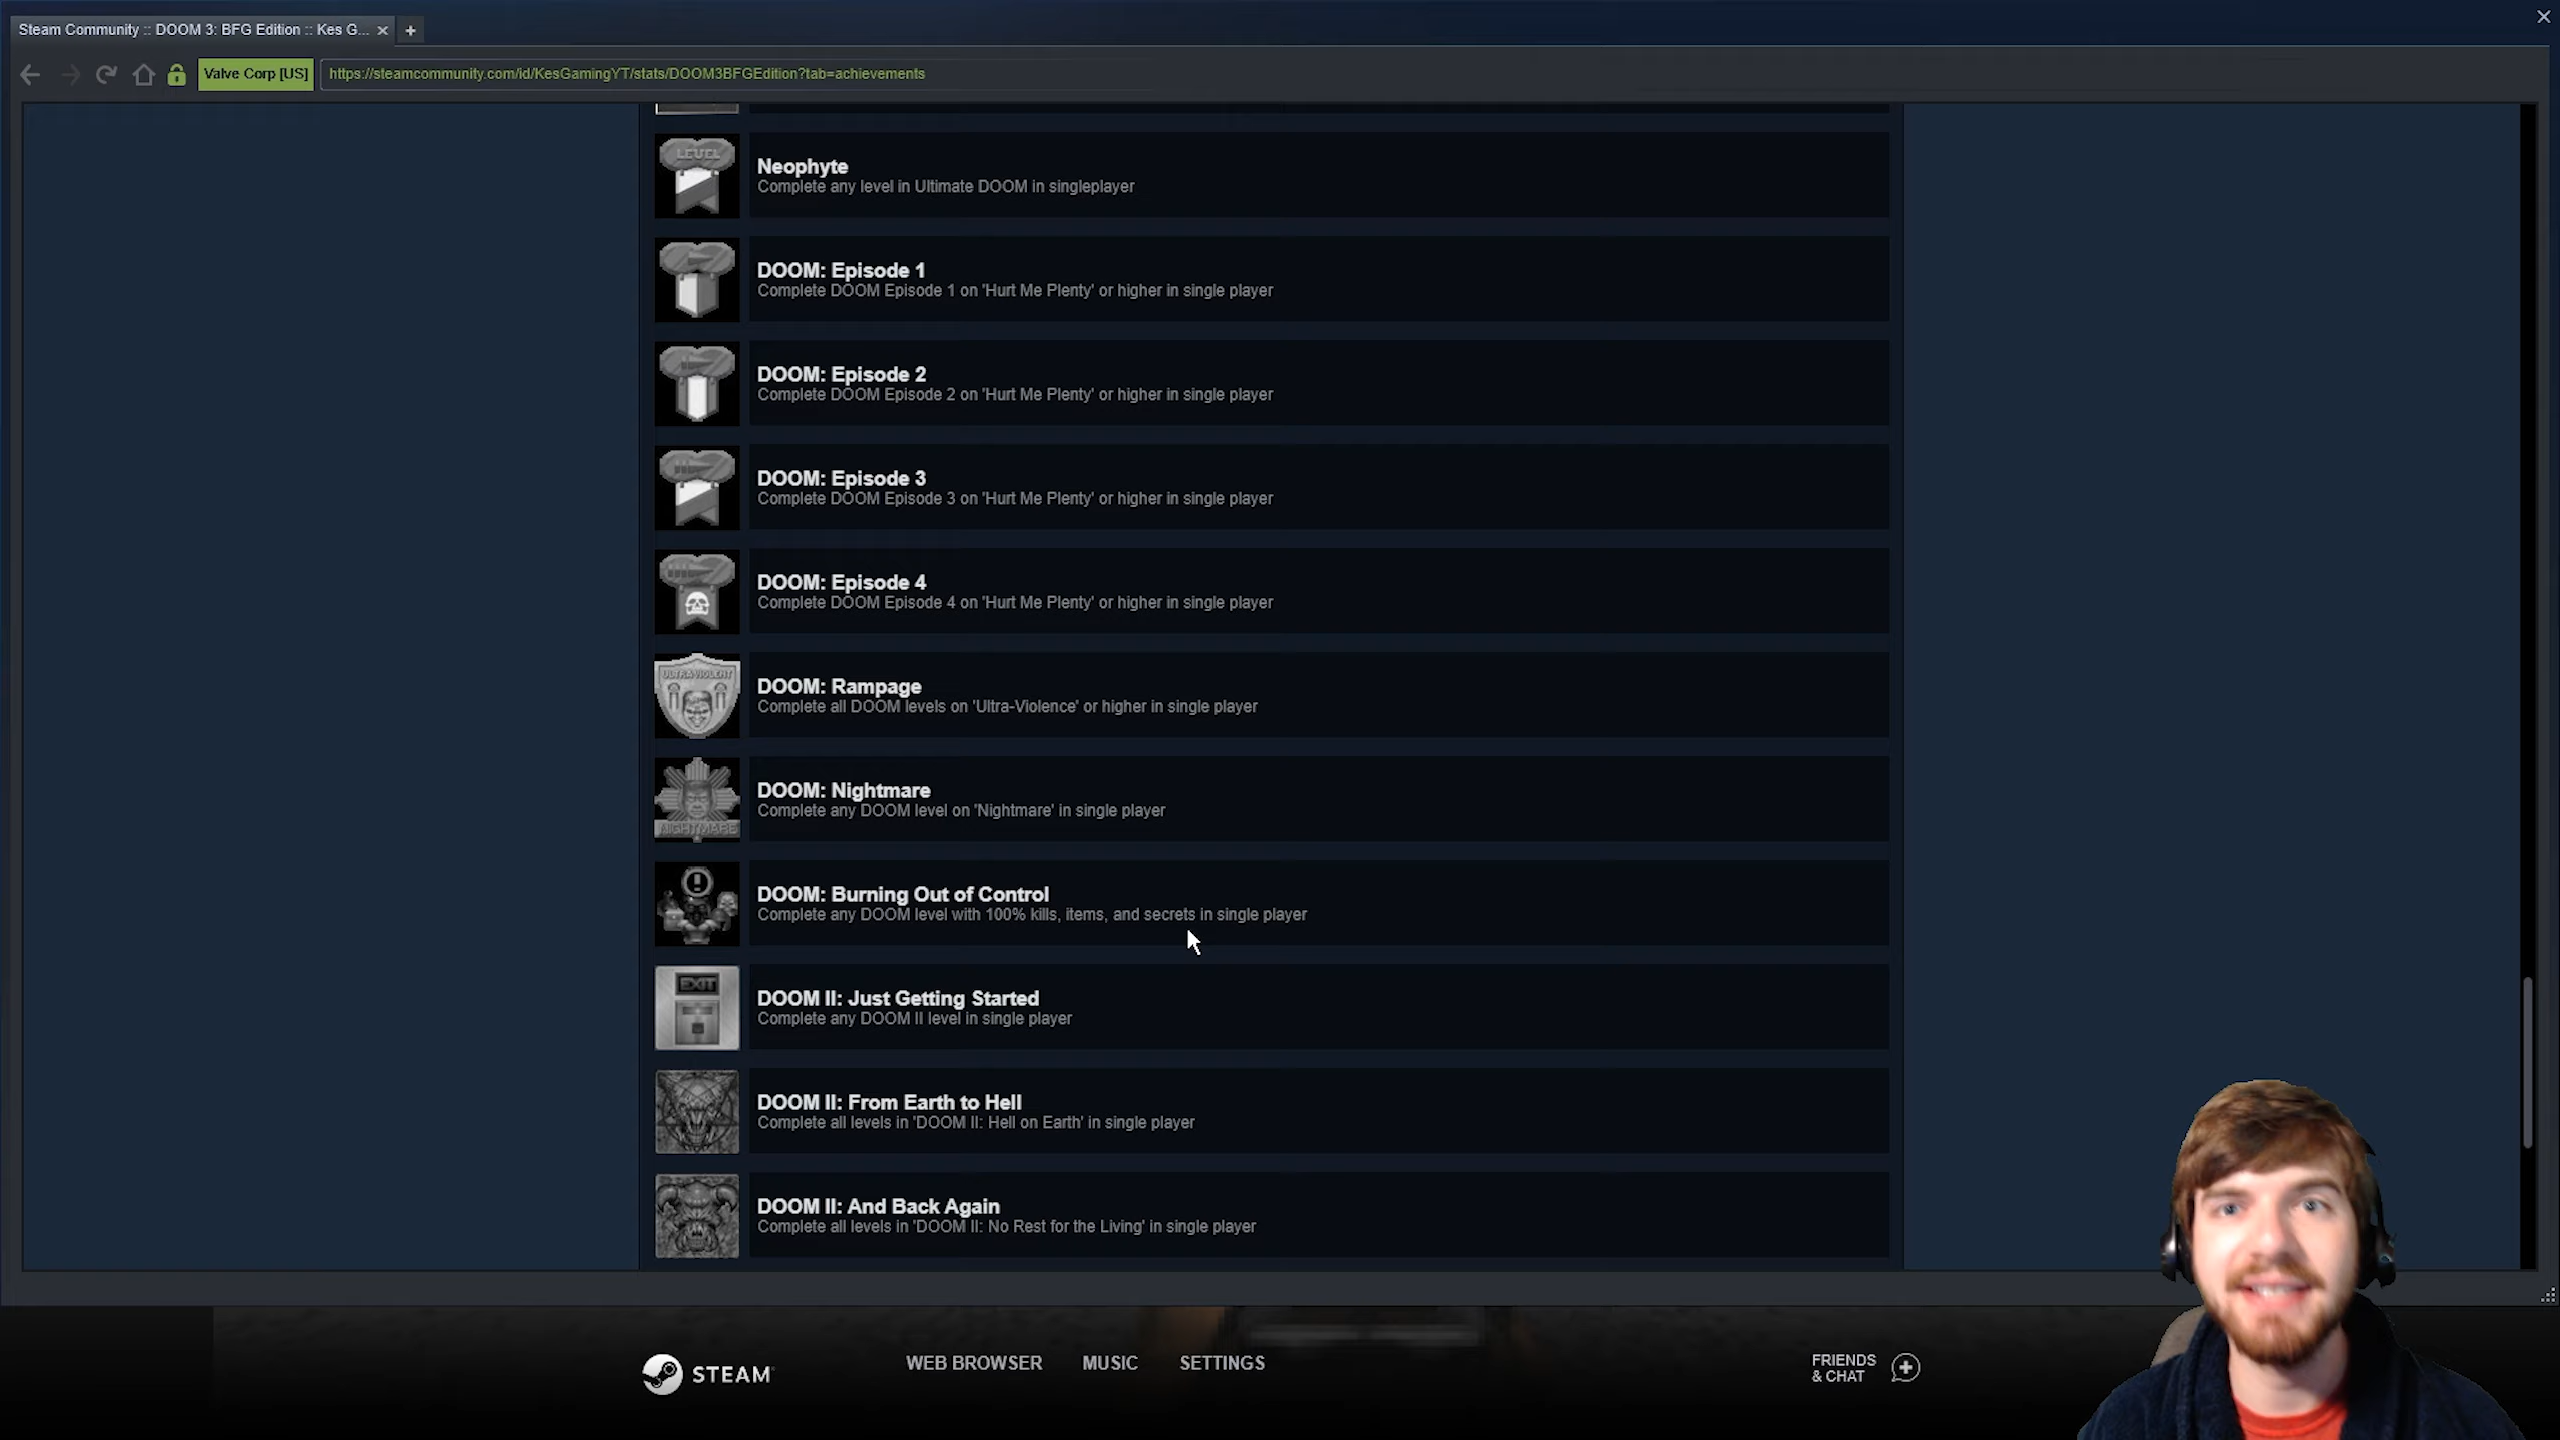 Steam Community :: DOOM 3: BFG Edition :: Kes G...
Valve Corp [US]
https://steamcommunity.com/id/KesGamingYT/stats/DOOM3BFGEdition?tab=achievements
LEVEL
Neophyte
Complete any level in Ultimate DOOM in singleplayer
DOOM: Episode 1
Complete DOOM Episode 1 on 'Hurt Me Plenty' or higher in single player
DOOM: Episode 2
Complete DOOM Episode 2 on 'Hurt Me Plenty' or higher in single player
DOOM: Episode 3
Complete DOOM Episode 3 on 'Hurt Me Plenty' or higher in single player
DOOM: Episode 4
Complete DOOM Episode 4 on 'Hurt Me Plenty' or higher in single player
ULTRA-VIOLENT
DOOM: Rampage
Complete all DOOM levels on 'Ultra-Violence' or higher in single player
NIGHTMARE
DOOM: Nightmare
Complete any DOOM level on 'Nightmare' in single player
DOOM: Burning Out of Control
Complete any DOOM level with 100% kills, items, and secrets in single player
EXIT
DOOM II: Just Getting Started
Complete any DOOM II level in single player
DOOM II: From Earth to Hell
Complete all levels in 'DOOM II: Hell on Earth' in single player
DOOM II: And Back Again
Complete all levels in 'DOOM II: No Rest for the Living' in single player
STEAM
WEB BROWSER
MUSIC
SETTINGS
FRIENDS
& CHAT